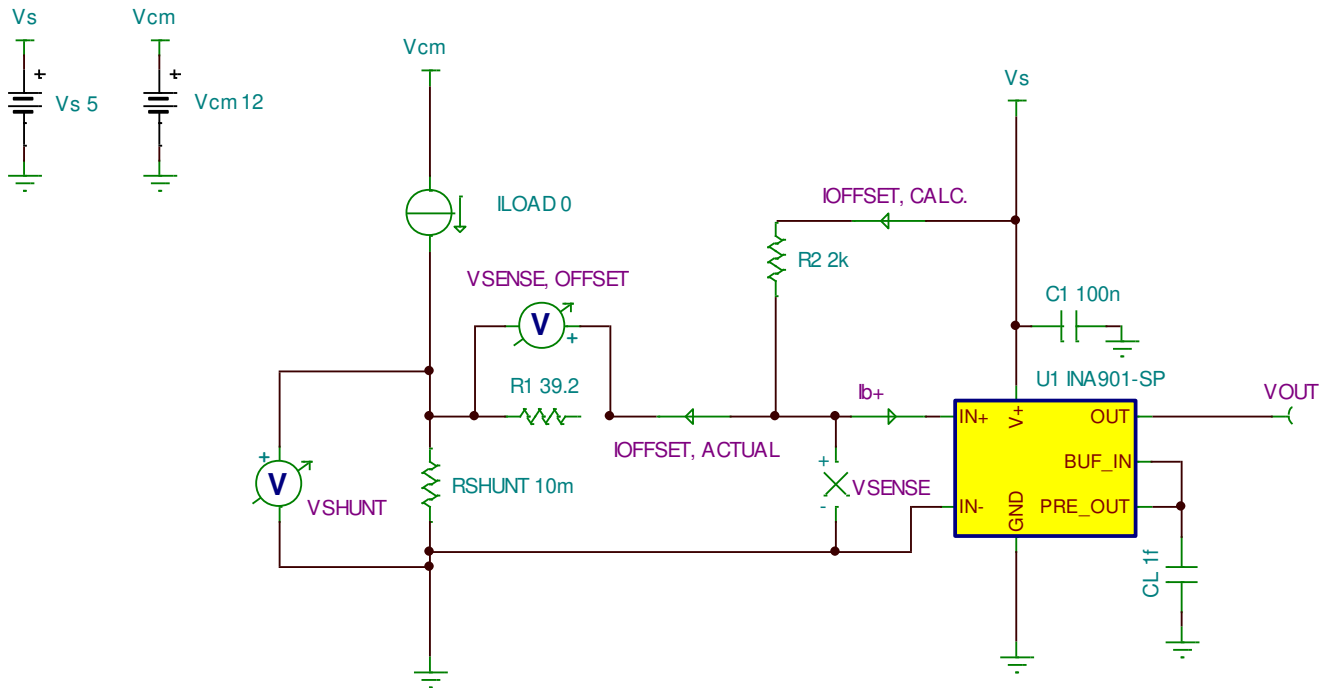 Vs
Vcm
+
Vs 5
+
Vcm 12
Vcm
Vs
ILOAD 0
IOFFSET, CALC.
R2 2k
VSENSE, OFFSET
V
+
C1 100n
R1 39.2
U1 INA901-SP
Ib+
IN+
V+
OUT
VOUT
IOFFSET, ACTUAL
+
V
VSHUNT
RSHUNT 10m
+
VSENSE
-
BUF_IN
IN-
GND
PRE_OUT
CL 1f